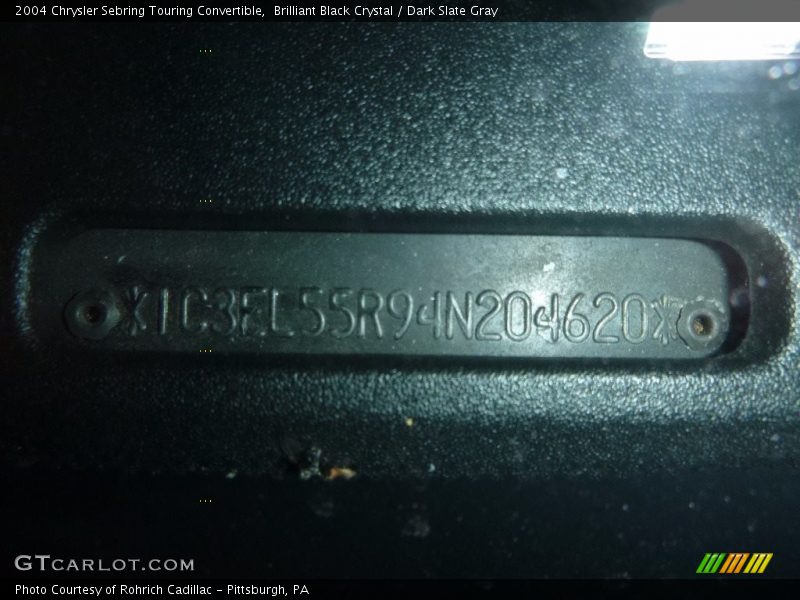 2004 Chrysler Sebring Touring Convertible,  Brilliant Black Crystal / Dark Slate Gray
*1C3EL55R94N204620*
GTCARLOT.COM
Photo Courtesy of Rohrich Cadillac - Pittsburgh, PA